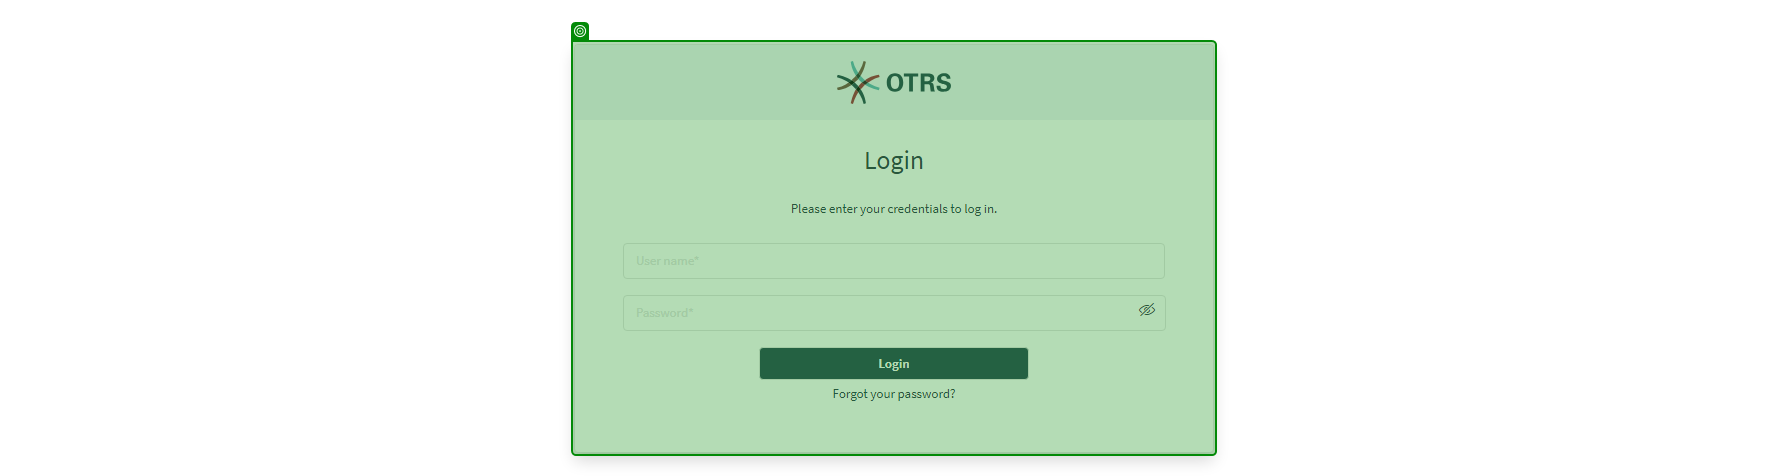 OTRS
Login
Please enter your credentials to log in.
User name*
Password*
Login
Forgot your password?